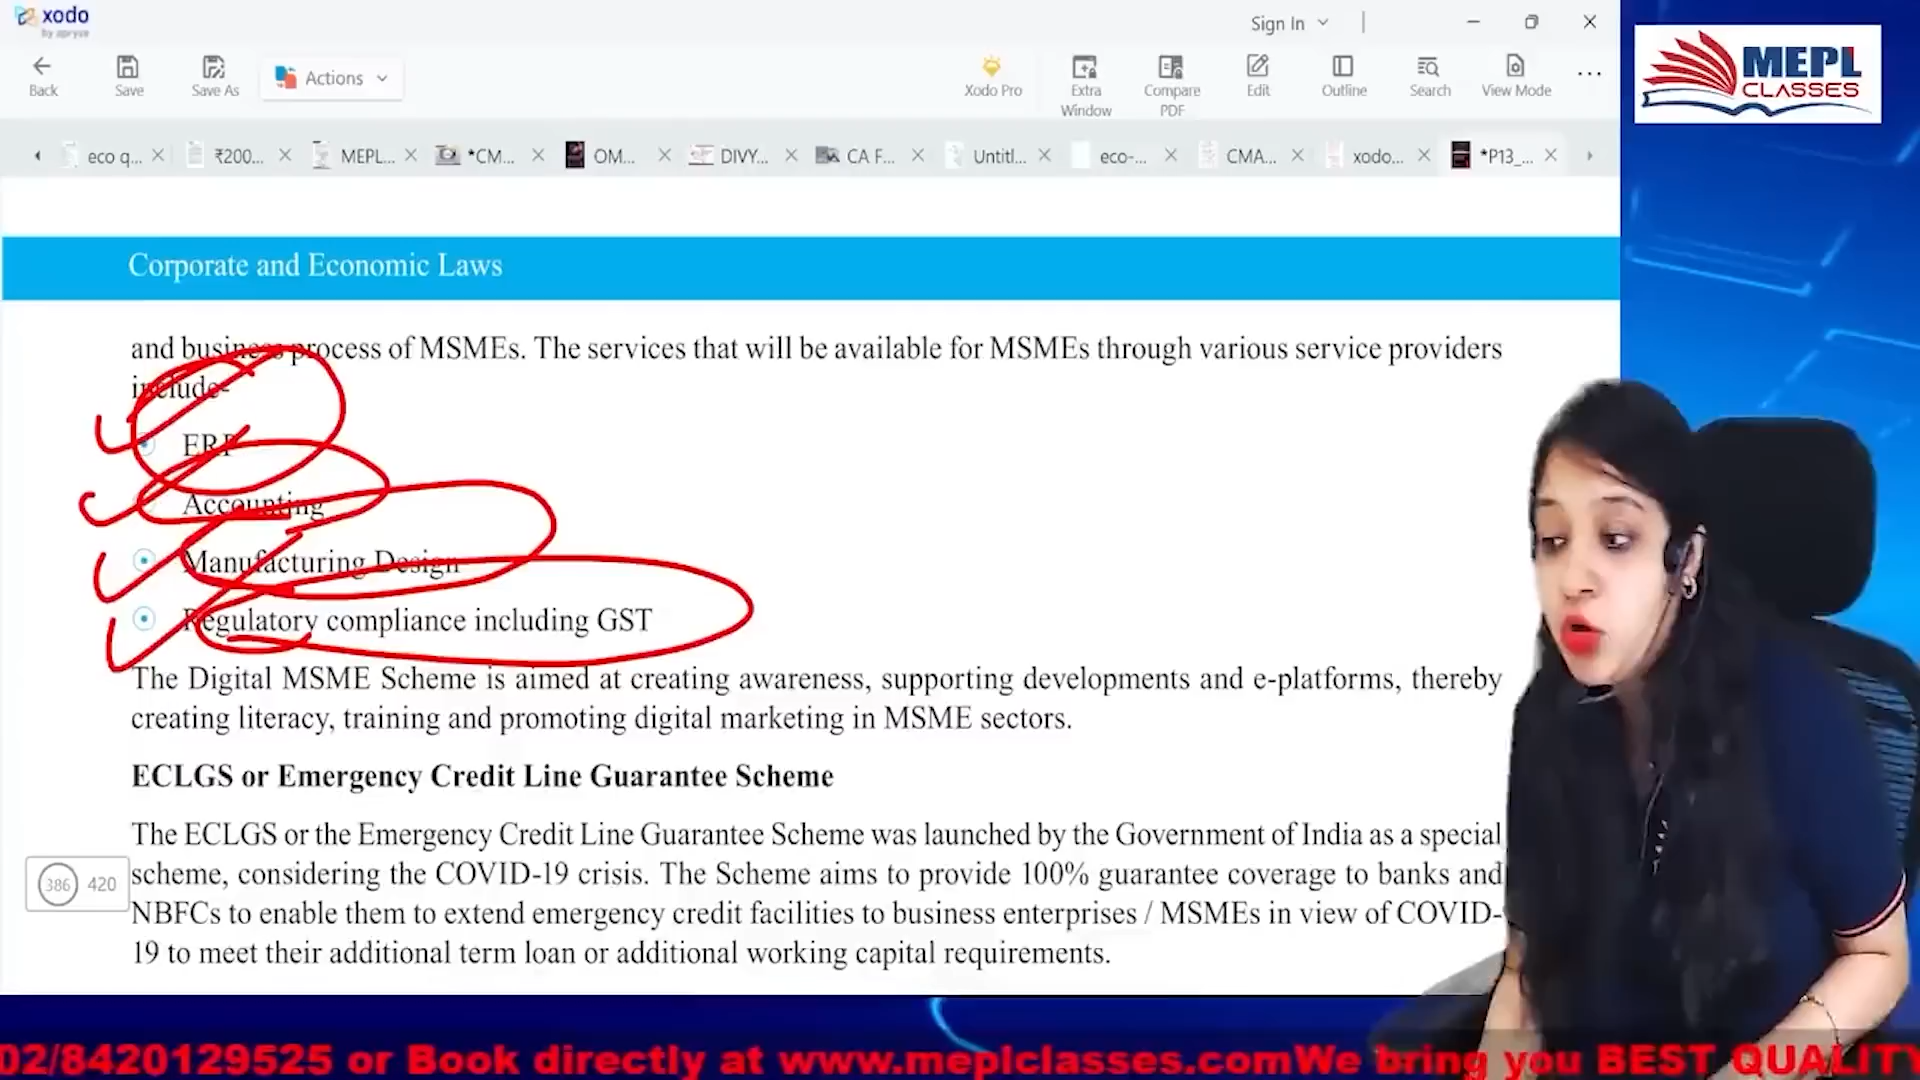 xodo
by apryse
Sign In
Back
Save
Save As
Actions
Xodo Pro
Extra Window
Compare PDF
Edit
Outline
Search
View Mode
MEPL
CLASSES
eco q...
₹200...
MEPL...
*CM...
OM...
DIVY...
CA F...
Untitl...
eco-...
CMA...
xodo...
*P13_...
Corporate and Economic Laws
and business process of MSMEs. The services that will be available for MSMEs through various service providers
include-
ERP
Accounting
Manufacturing Design
Regulatory compliance including GST
The Digital MSME Scheme is aimed at creating awareness, supporting developments and e-platforms, thereby
creating literacy, training and promoting digital marketing in MSME sectors.
ECLGS or Emergency Credit Line Guarantee Scheme
The ECLGS or the Emergency Credit Line Guarantee Scheme was launched by the Government of India as a special
scheme, considering the COVID-19 crisis. The Scheme aims to provide 100% guarantee coverage to banks and
NBFCs to enable them to extend emergency credit facilities to business enterprises / MSMEs in view of COVID-
19 to meet their additional term loan or additional working capital requirements.
386 420
02/8420129525 or Book directly at www.meplclasses.comWe bring you BEST QUALITY